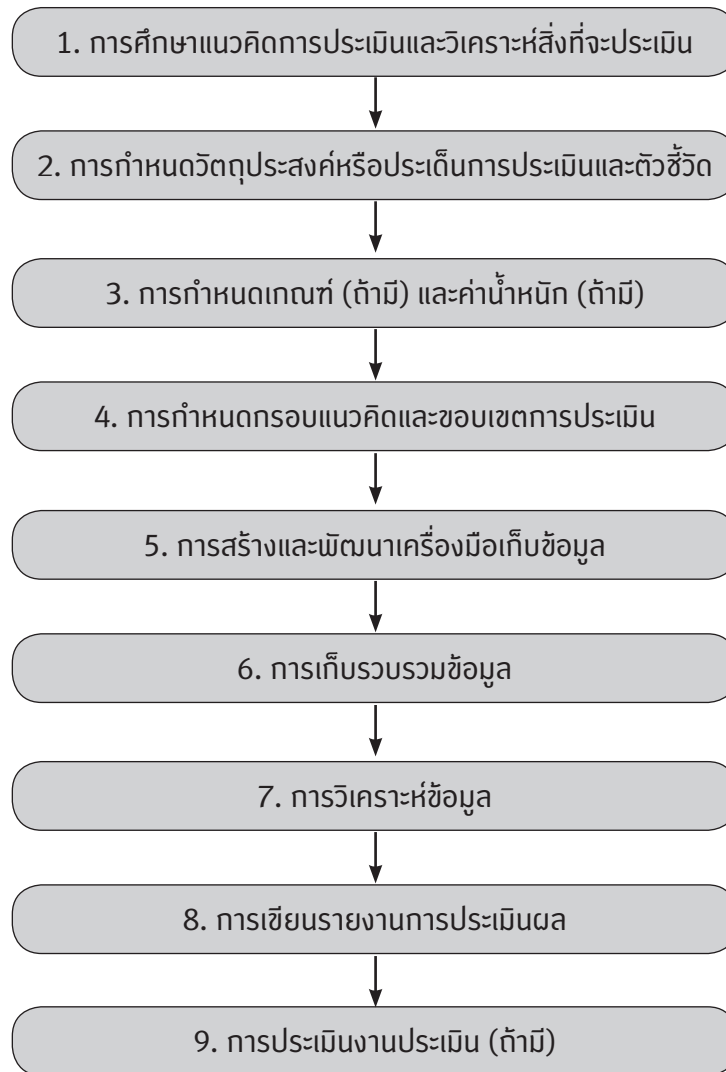 1. การศึกษาแนวคิดการประเมินและวิเคราะห์สิ่งที่จะประเมิน
2. การกำหนดวัตถุประสงค์หรือประเด็นการประเมินและตัวชี้วัด
3. การกำหนดเกณฑ์ (ถ้ามี) และค่าน้ำหนัก (ถ้ามี)
4. การกำหนดกรอบแนวคิดและขอบเขตการประเมิน
5. การสร้างและพัฒนาเครื่องมือเก็บข้อมูล
6. การเก็บรวบรวมข้อมูล
7. การวิเคราะห์ข้อมูล
8. การเขียนรายงานการประเมินผล
9. การประเมินงานประเมิน (ถ้ามี)